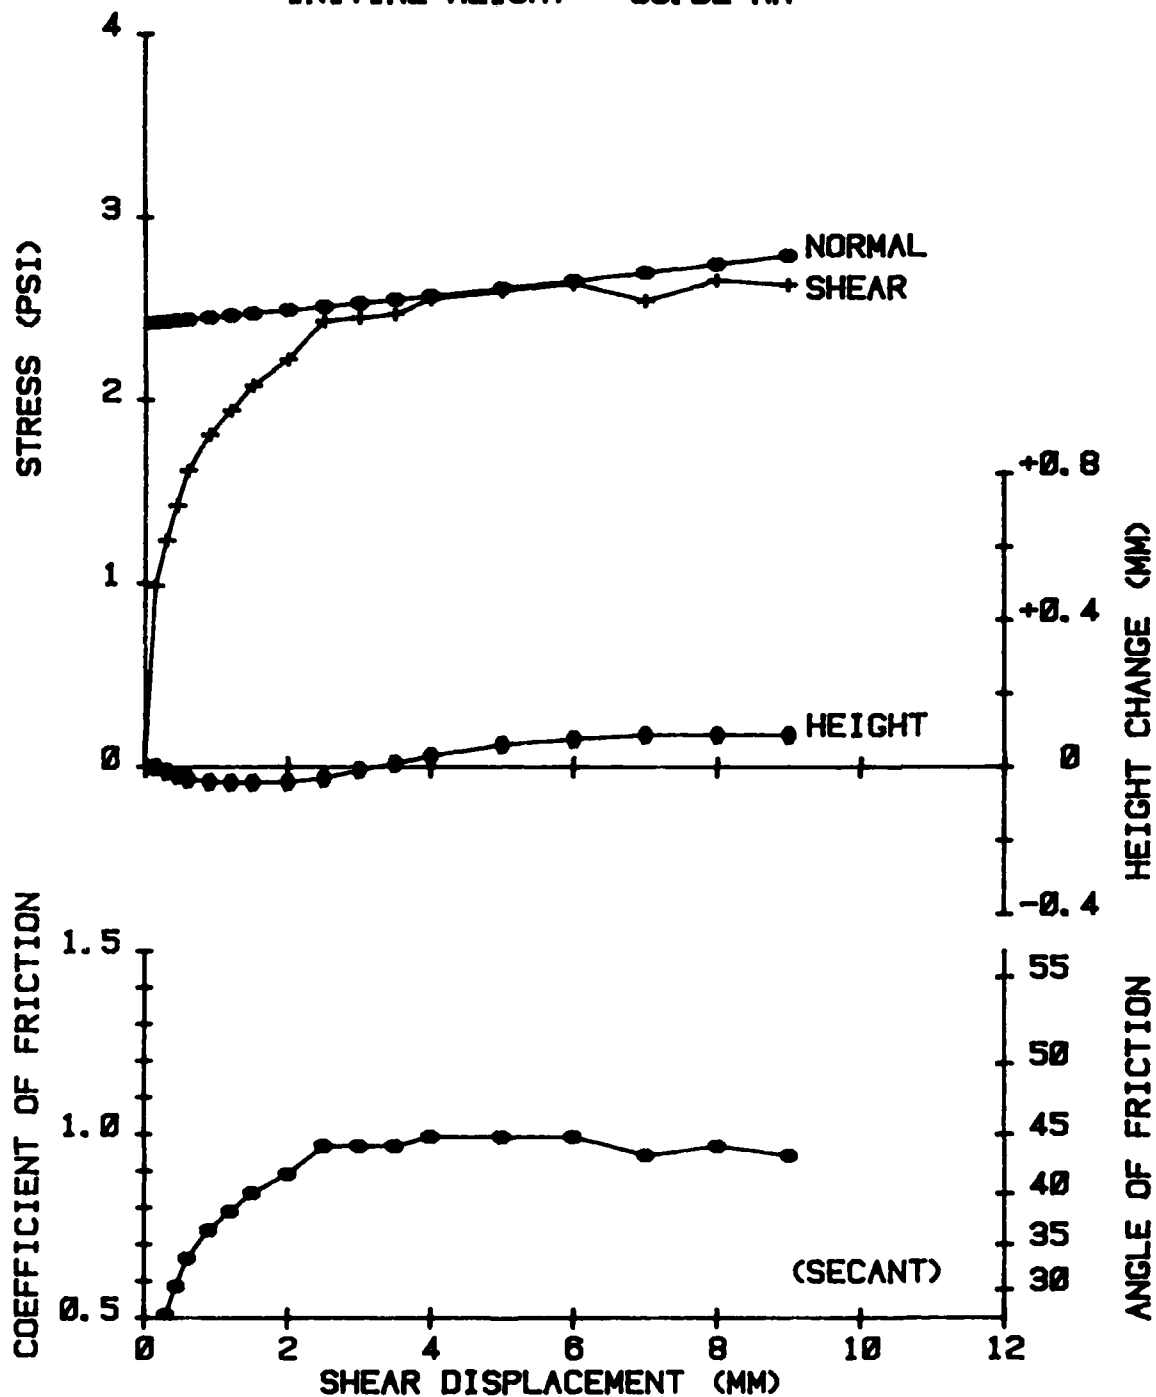 4
3
NORMAL
SHEAR
STRESS (PSI)
2
+0.8
1
+0.4
HEIGHT CHANGE (MM)
HEIGHT
0
0
-0.4
1.5
55
COEFFICIENT OF FRICTION
50
ANGLE OF FRICTION
1.0
45
40
35
(SECANT)
30
0.5
0 2 4 6 8 10 12
SHEAR DISPLACEMENT (MM)